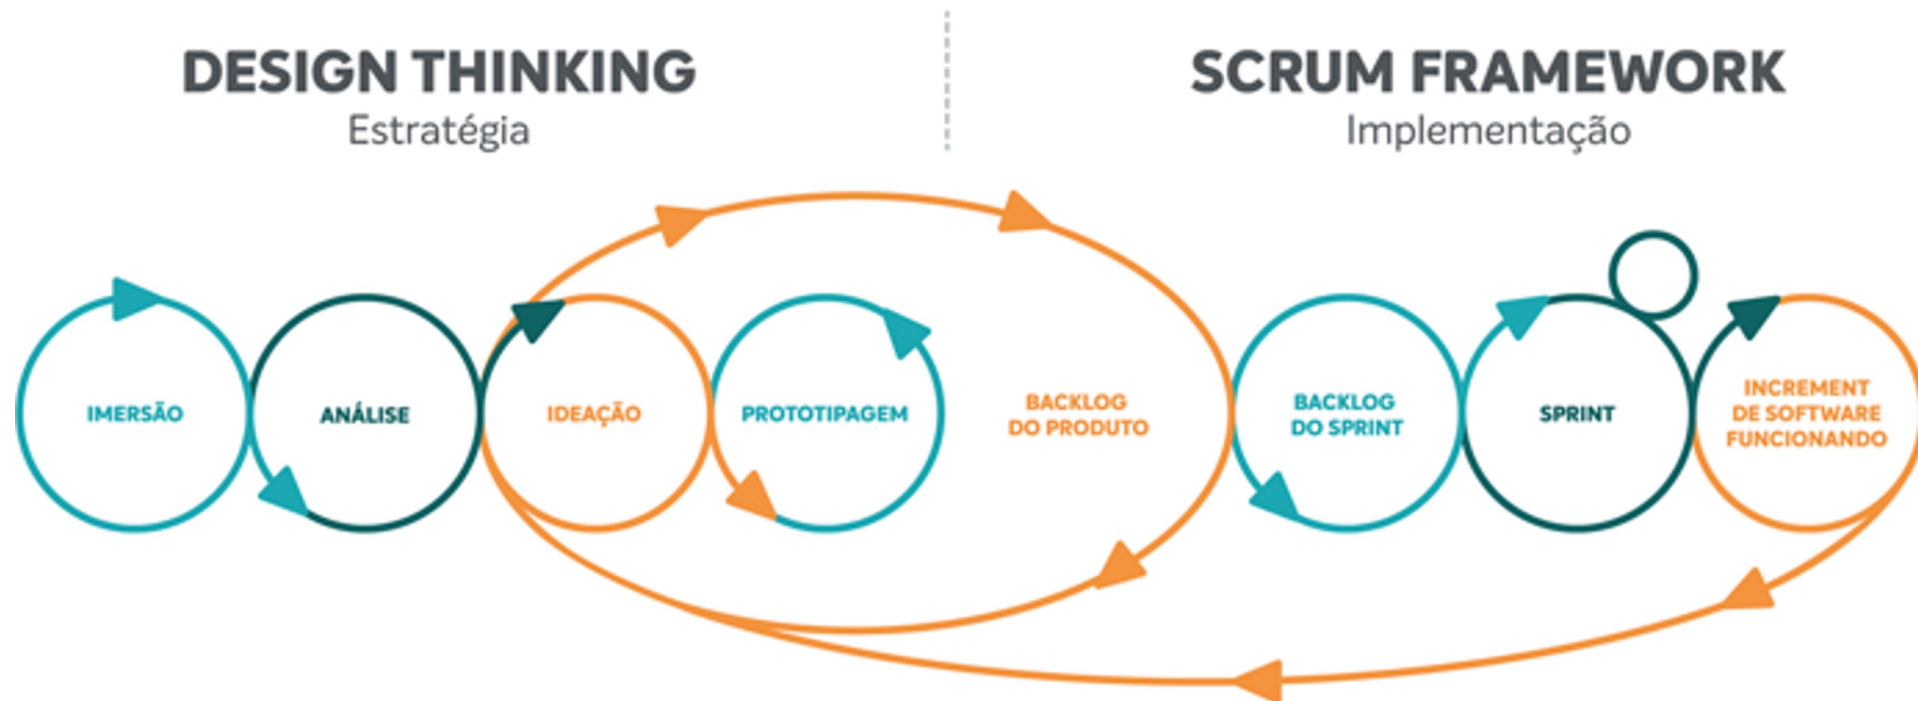 DESIGN THINKING
Estratégia
SCRUM FRAMEWORK
Implementação
IMERSÃO
ANÁLISE
IDEAÇÃO
PROTOTIPAGEM
BACKLOG
DO PRODUTO
BACKLOG
DO SPRINT
SPRINT
INCREMENT
DE SOFTWARE
FUNCIONANDO